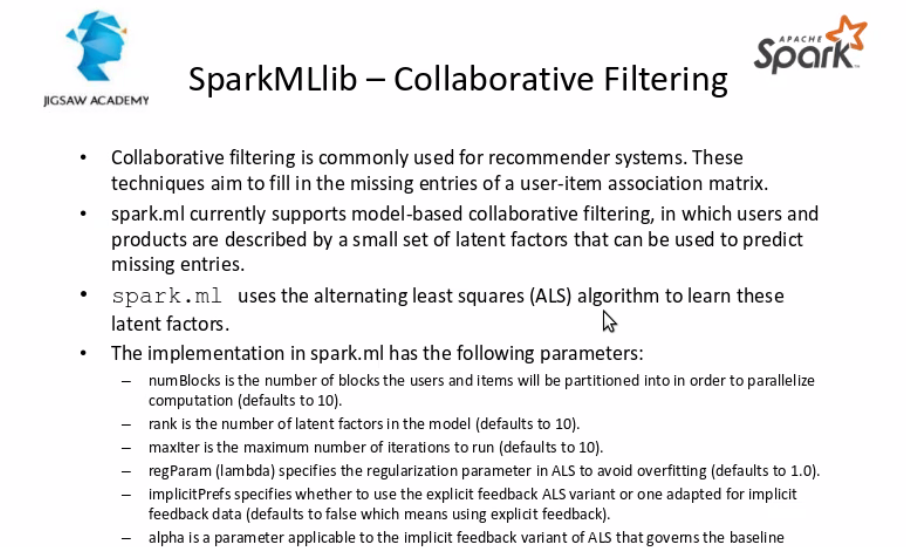 JIGSAW ACADEMY
APACHE
Spark
SparkMLlib – Collaborative Filtering
• Collaborative filtering is commonly used for recommender systems. These
techniques aim to fill in the missing entries of a user-item association matrix.
• spark.ml currently supports model-based collaborative filtering, in which users and
products are described by a small set of latent factors that can be used to predict
missing entries.
• spark.ml uses the alternating least squares (ALS) algorithm to learn these
latent factors.
• The implementation in spark.ml has the following parameters:
– numBlocks is the number of blocks the users and items will be partitioned into in order to parallelize
computation (defaults to 10).
– rank is the number of latent factors in the model (defaults to 10).
– maxIter is the maximum number of iterations to run (defaults to 10).
– regParam (lambda) specifies the regularization parameter in ALS to avoid overfitting (defaults to 1.0).
– implicitPrefs specifies whether to use the explicit feedback ALS variant or one adapted for implicit
feedback data (defaults to false which means using explicit feedback).
– alpha is a parameter applicable to the implicit feedback variant of ALS that governs the baseline